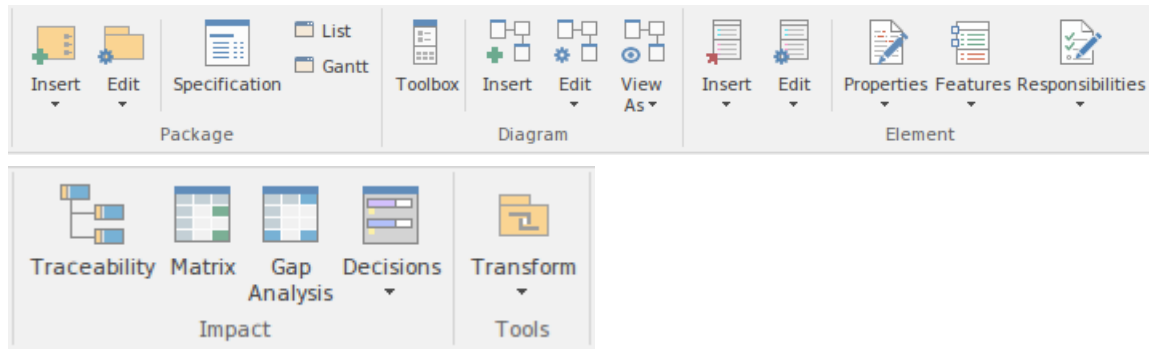 List
Gantt
Insert Edit Specification Toolbox Insert Edit View As Insert Edit Properties Features Responsibilities
Package Diagram Element
Traceability Matrix Gap Analysis Decisions Transform
Impact Tools